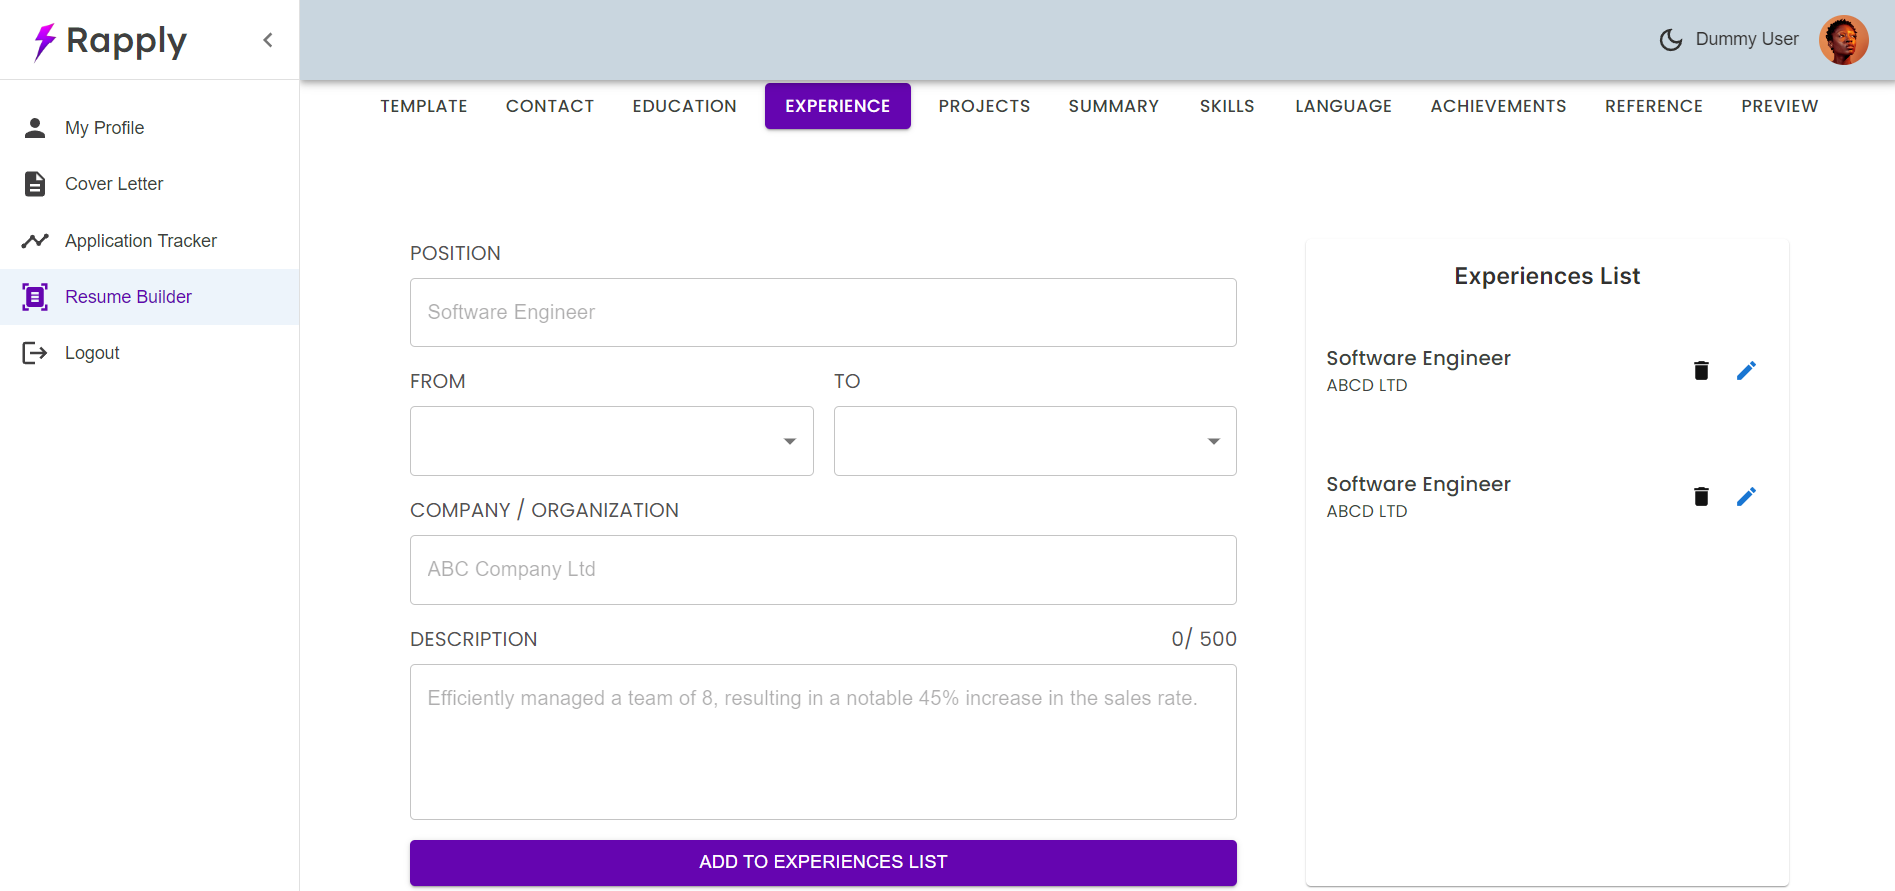 Rapply
Dummy User
My Profile
Cover Letter
Application Tracker
Resume Builder
Logout
TEMPLATE CONTACT EDUCATION EXPERIENCE PROJECTS SUMMARY SKILLS LANGUAGE ACHIEVEMENTS REFERENCE PREVIEW
POSITION
Software Engineer
FROM TO
COMPANY / ORGANIZATION
ABC Company Ltd
DESCRIPTION 0/ 500
Efficiently managed a team of 8, resulting in a notable 45% increase in the sales rate.
ADD TO EXPERIENCES LIST
Experiences List
Software Engineer
ABCD LTD
Software Engineer
ABCD LTD